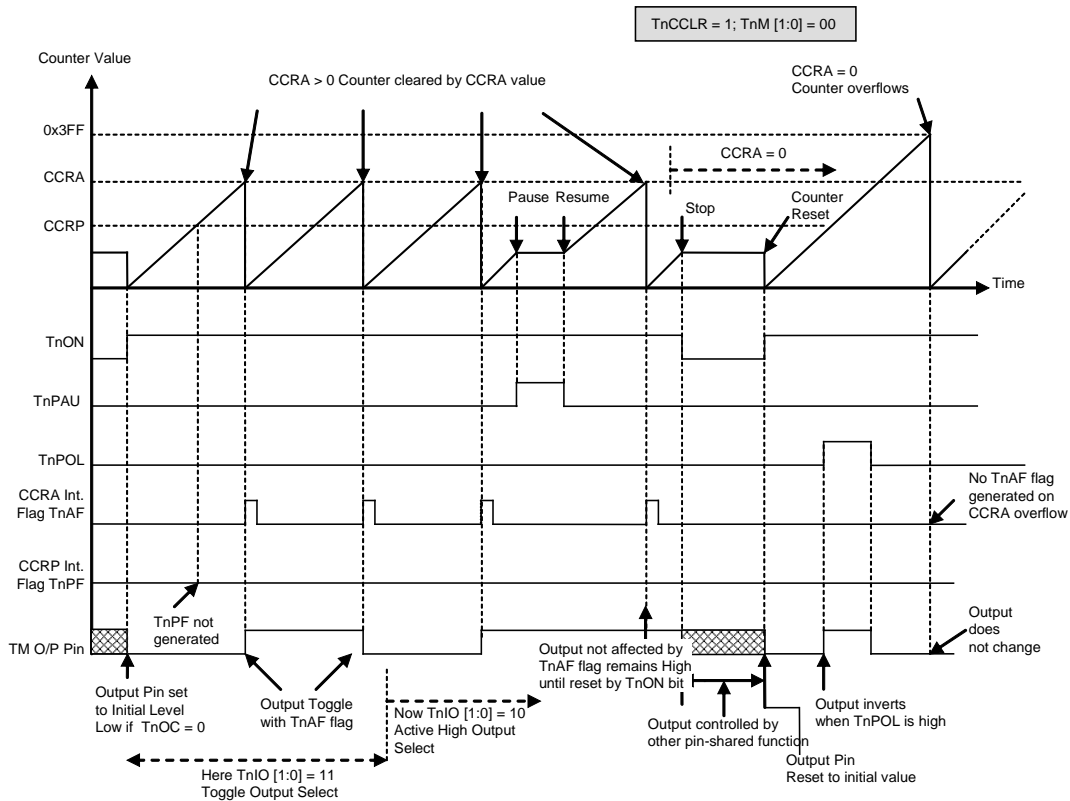 TnCCLR = 1; TnM [1:0] = 00
Counter Value
CCRA > 0 Counter cleared by CCRA value
CCRA = 0
Counter overflows
0x3FF
CCRA = 0
CCRA
Pause
Resume
Stop
Counter
Reset
CCRP
Time
TnON
TnPAU
TnPOL
No TnAF flag
generated on
CCRA overflow
CCRA Int.
Flag TnAF
CCRP Int.
Flag TnPF
TnPF not
generated
Output
does
not change
TM O/P Pin
Output not affected by
TnAF flag remains High
until reset by TnON bit
Output Pin set
to Initial Level
Low if TnOC = 0
Output Toggle
with TnAF flag
Now TnIO [1:0] = 10
Active High Output
Select
Output controlled by
other pin-shared function
Output inverts
when TnPOL is high
Output Pin
Reset to initial value
Here TnIO [1:0] = 11
Toggle Output Select